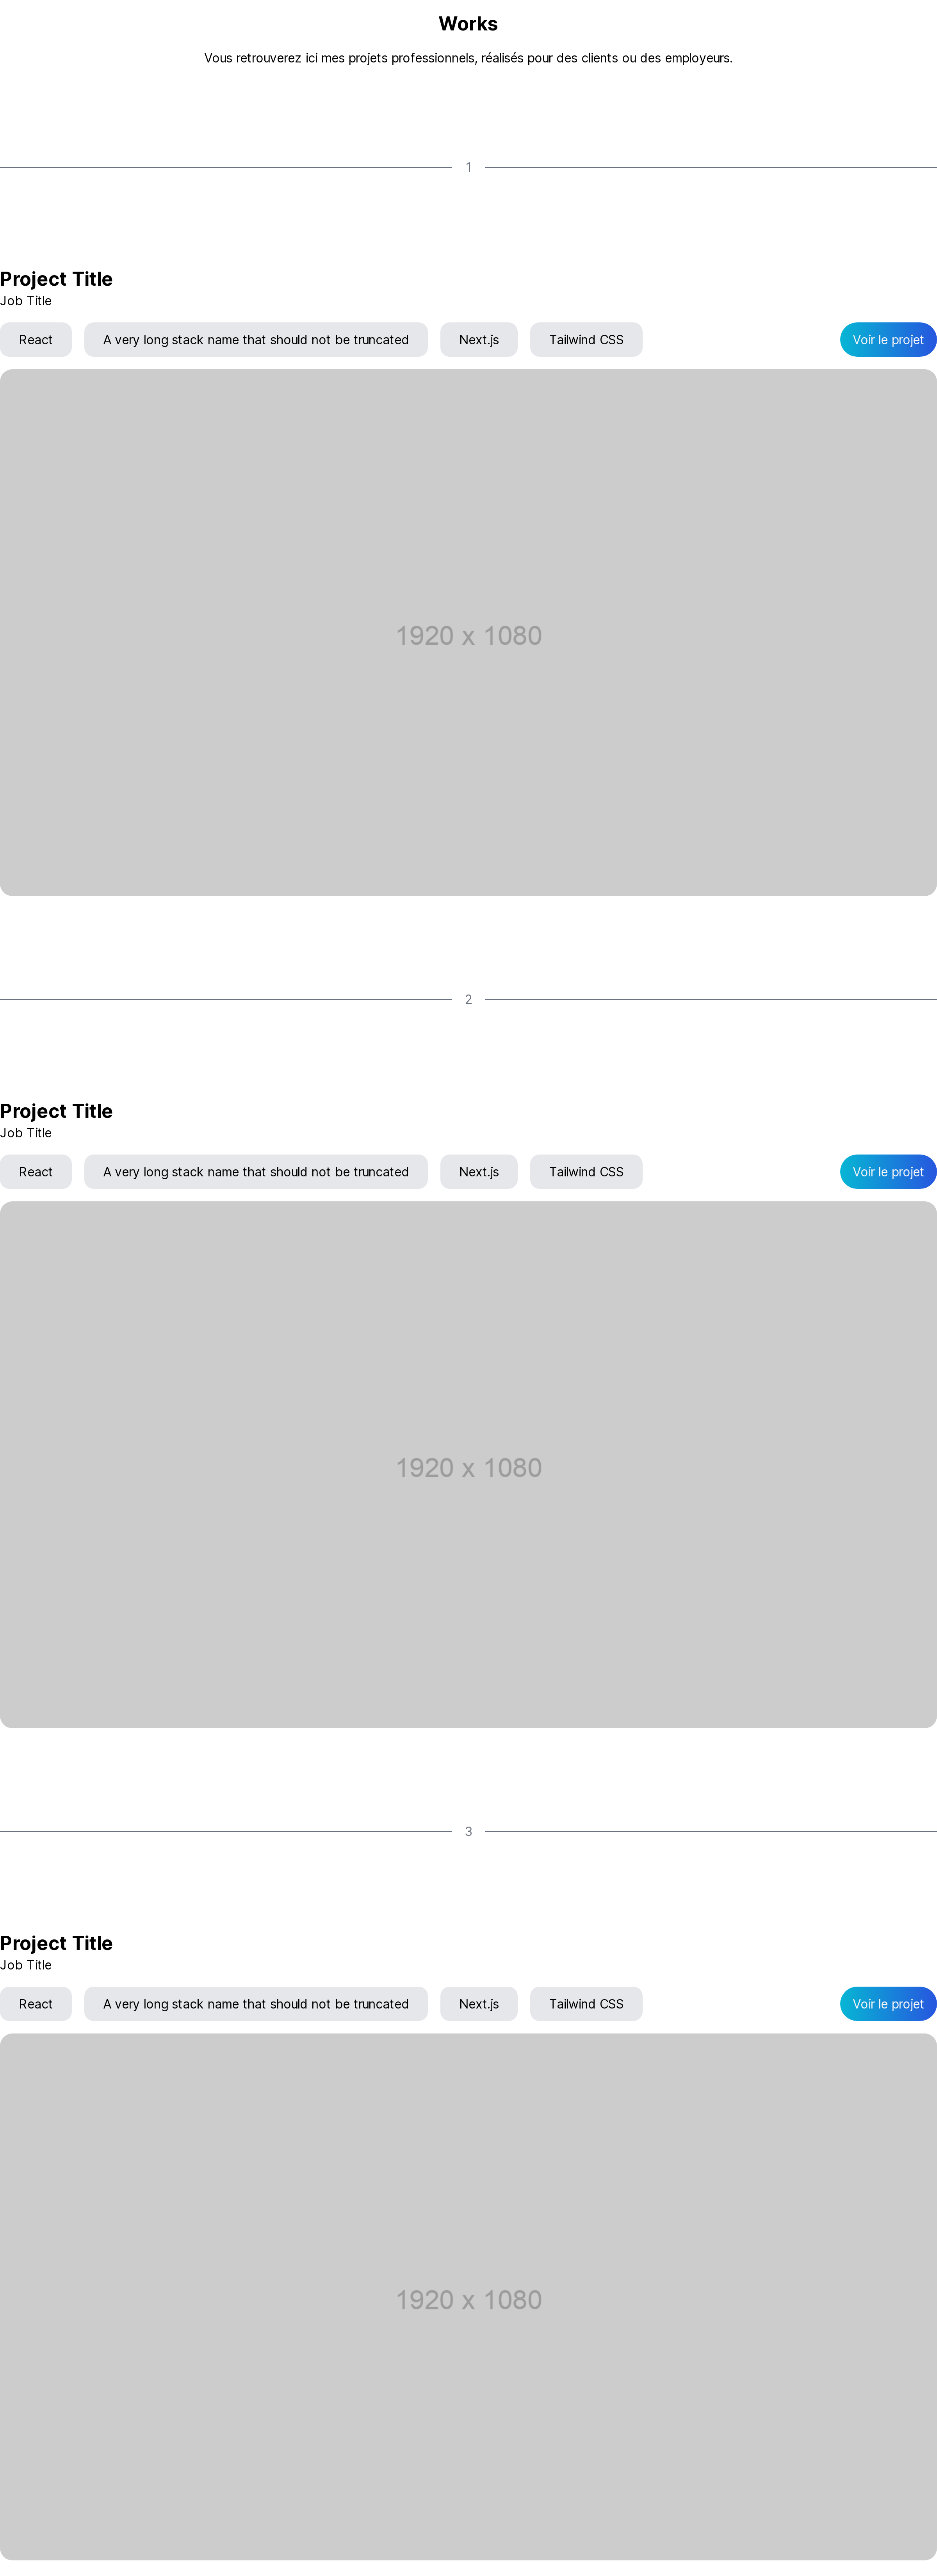 Works
Vous retrouverez ici mes projets professionnels, réalisés pour des clients ou des employeurs.
1
Project Title
Job Title
React A very long stack name that should not be truncated Next.js Tailwind CSS Voir le projet
1920 x 1080
2
Project Title
Job Title
React A very long stack name that should not be truncated Next.js Tailwind CSS Voir le projet
1920 x 1080
3
Project Title
Job Title
React A very long stack name that should not be truncated Next.js Tailwind CSS Voir le projet
1920 x 1080